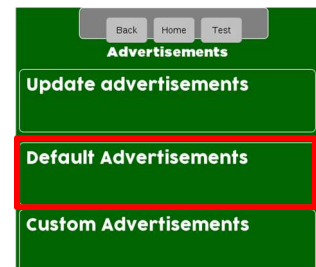 Back Home Test
Advertisements
Update advertisements
Default Advertisements
Custom Advertisements